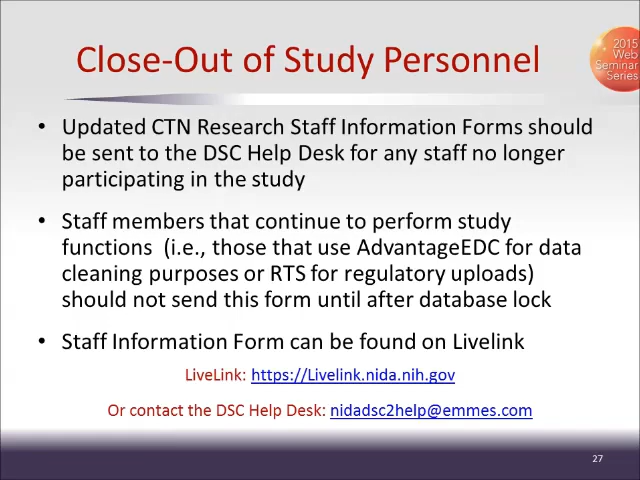 Close-Out of Study Personnel
2015
Web
Seminar
Series
• Updated CTN Research Staff Information Forms should
be sent to the DSC Help Desk for any staff no longer
participating in the study
• Staff members that continue to perform study
functions (i.e., those that use AdvantageEDC for data
cleaning purposes or RTS for regulatory uploads)
should not send this form until after database lock
• Staff Information Form can be found on Livelink
LiveLink: https://Livelink.nida.nih.gov
Or contact the DSC Help Desk: nidadsc2help@emmes.com
27